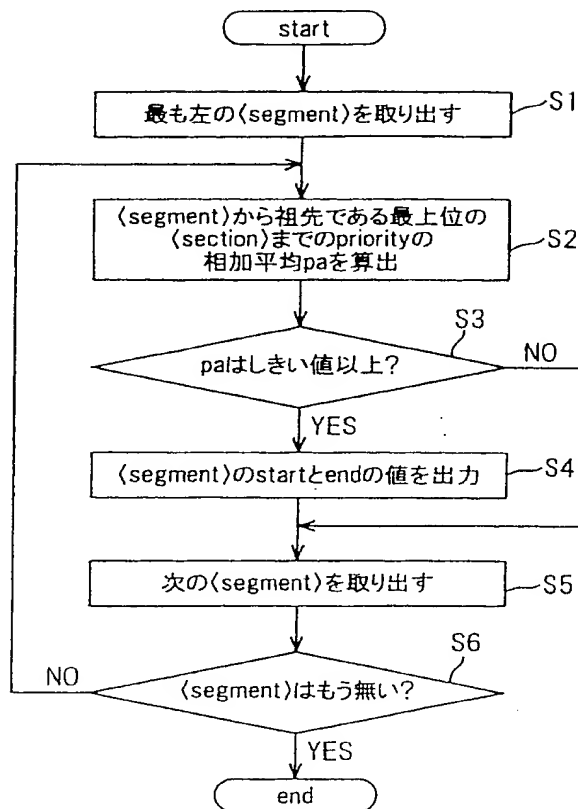 start
最も左の〈segment〉を取り出す
S1
〈segment〉から祖先である最上位の
〈section〉までのpriorityの
相加平均paを算出
S2
S3
paはしきい値以上?
NO
YES
〈segment〉のstartとendの値を出力
S4
次の〈segment〉を取り出す
S5
S6
NO
〈segment〉はもう無い?
YES
end